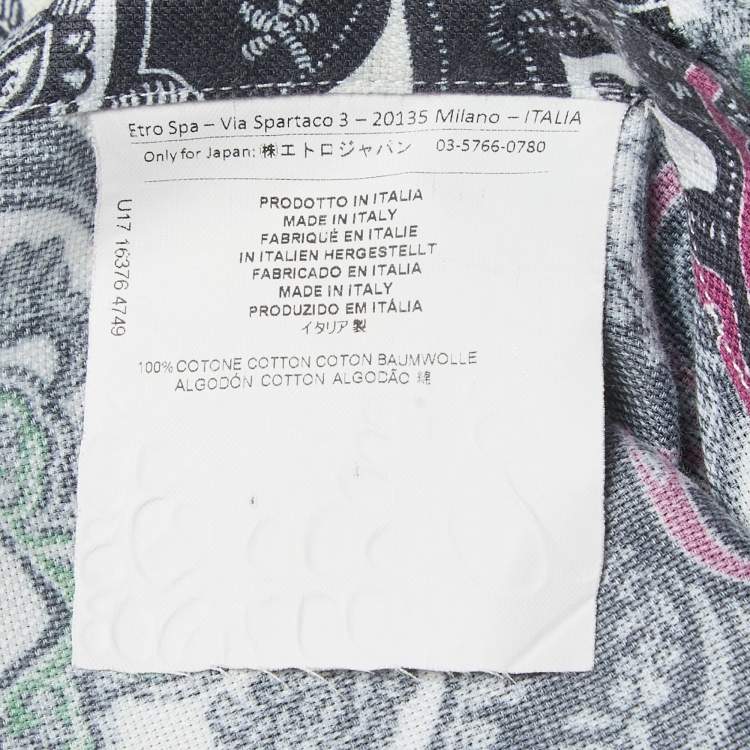 Etro Spa – Via Spartaco 3 – 20135 Milano – ITALIA
Only for Japan: ㈱エトロジャパン 03-5766-0780
PRODOTTO IN ITALIA
MADE IN ITALY
FABRIQUÉ EN ITALIE
IN ITALIEN HERGESTELLT
FABRICADO EN ITALIA
MADE IN ITALY
PRODUZIDO EM ITÁLIA
イタリア製
U17 16376 4749
100% COTONE COTTON COTON BAUMWOLLE
ALGODÓN COTTON ALGODÃO 綿